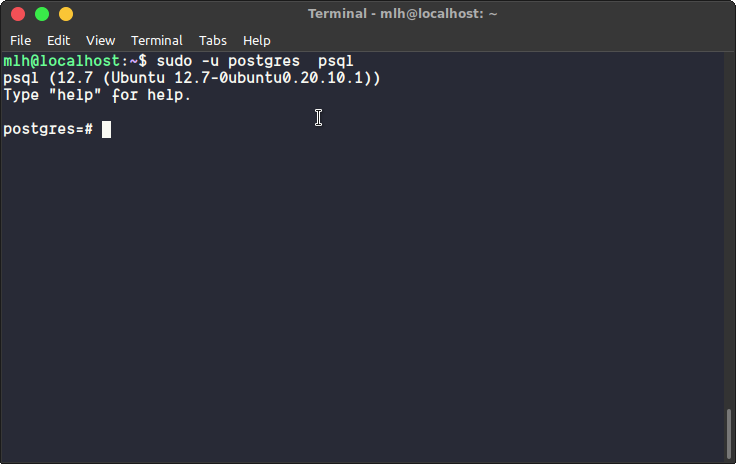 Terminal - mlh@localhost: ~
File Edit View Terminal Tabs Help
mlh@localhost:~$ sudo -u postgres  psql
psql (12.7 (Ubuntu 12.7-0ubuntu0.20.10.1))
Type "help" for help.
postgres=#